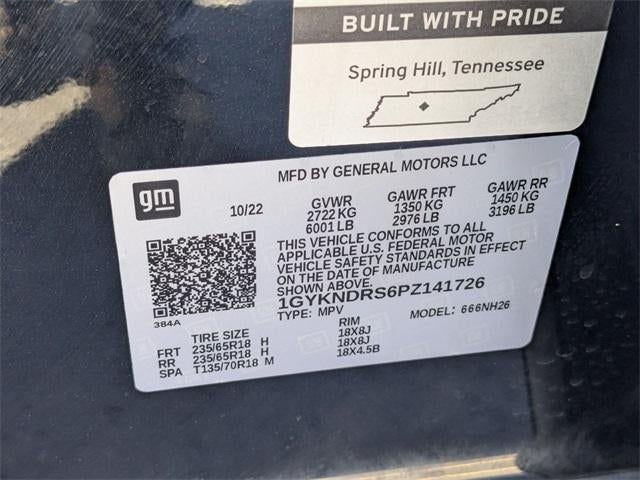 BUILT WITH PRIDE
Spring Hill, Tennessee
MFD BY GENERAL MOTORS LLC
gm
10/22 GVWR GAWR FRT GAWR RR
2722 KG 1350 KG 1450 KG
6001 LB 2976 LB 3196 LB
THIS VEHICLE CONFORMS TO ALL
APPLICABLE U.S. FEDERAL MOTOR
VEHICLE SAFETY STANDARDS IN EFFECT
ON THE DATE OF MANUFACTURE
SHOWN ABOVE.
1GYKNDRS6PZ141726
TYPE: MPV MODEL: 666NH26
384A
TIRE SIZE RIM
FRT 235/65R18 H 18X8J
RR 235/65R18 H 18X8J
SPA T135/70R18 M 18X4.5B